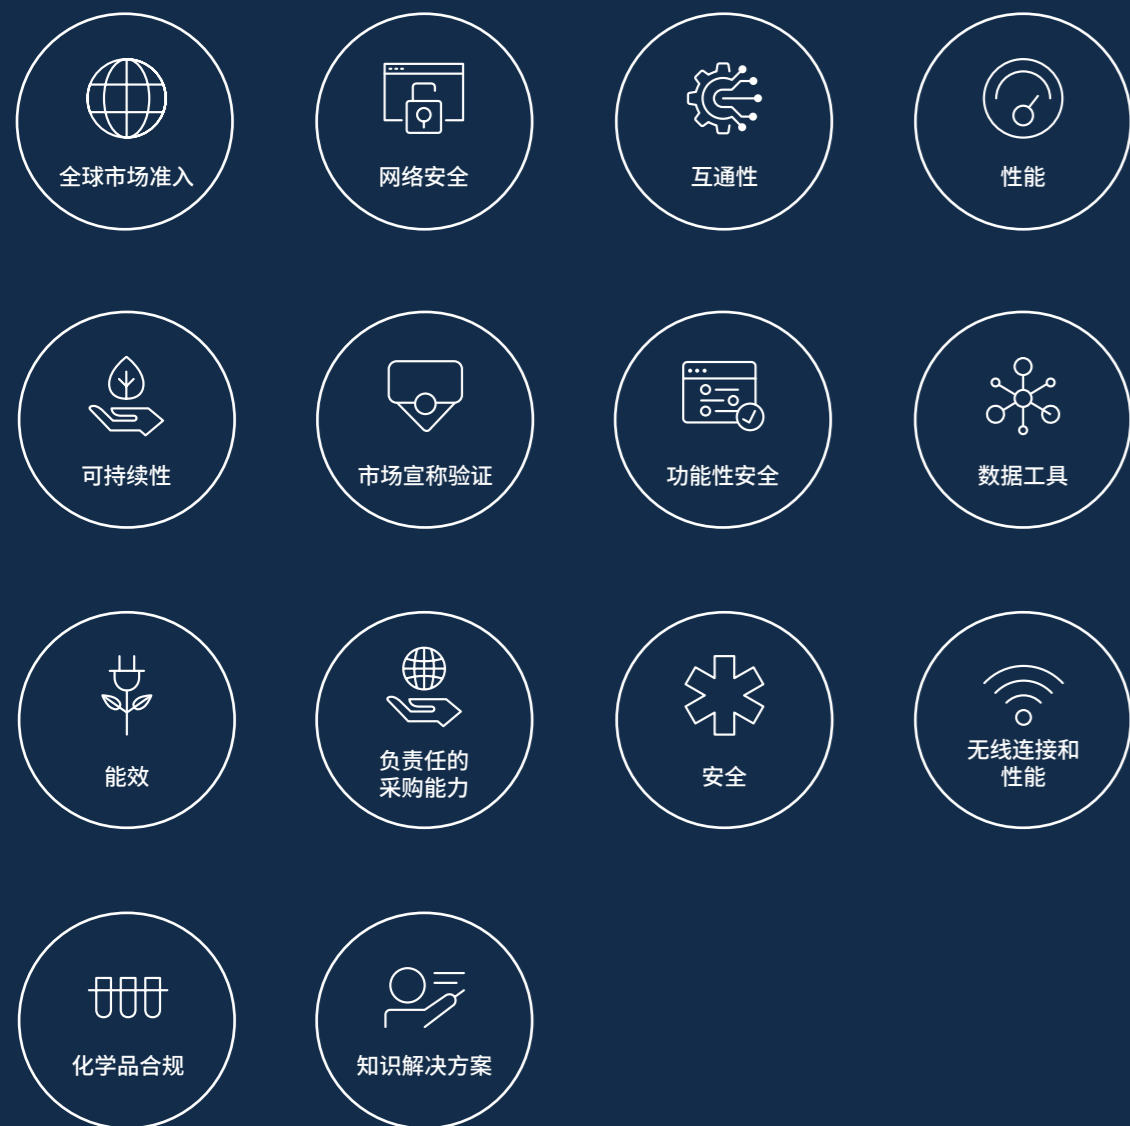 全球市场准入
网络安全
互通性
性能
可持续性
市场宣称验证
功能性安全
数据工具
能效
负责任的
采购能力
安全
无线连接和
性能
化学品合规
知识解决方案